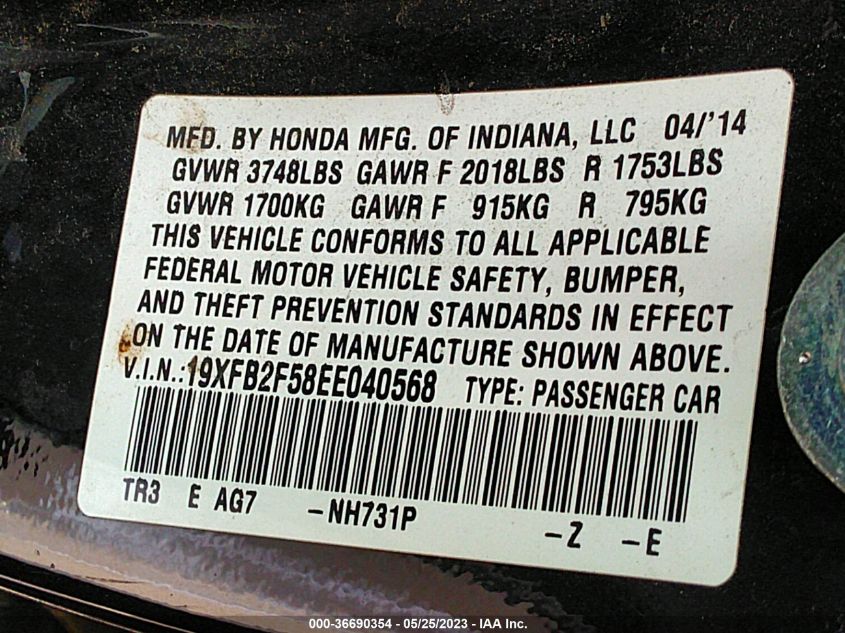 MFD. BY HONDA MFG. OF INDIANA, LLC 04/'14
GVWR 3748LBS GAWR F 2018LBS R 1753LBS
GVWR 1700KG GAWR F 915KG R 795KG
THIS VEHICLE CONFORMS TO ALL APPLICABLE
FEDERAL MOTOR VEHICLE SAFETY, BUMPER,
AND THEFT PREVENTION STANDARDS IN EFFECT
ON THE DATE OF MANUFACTURE SHOWN ABOVE.
V.I.N.:19XFB2F58EE040568 TYPE: PASSENGER CAR
TR3 E AG7 -NH731P -Z -E
000-36690354 - 05/25/2023 - IAA Inc.